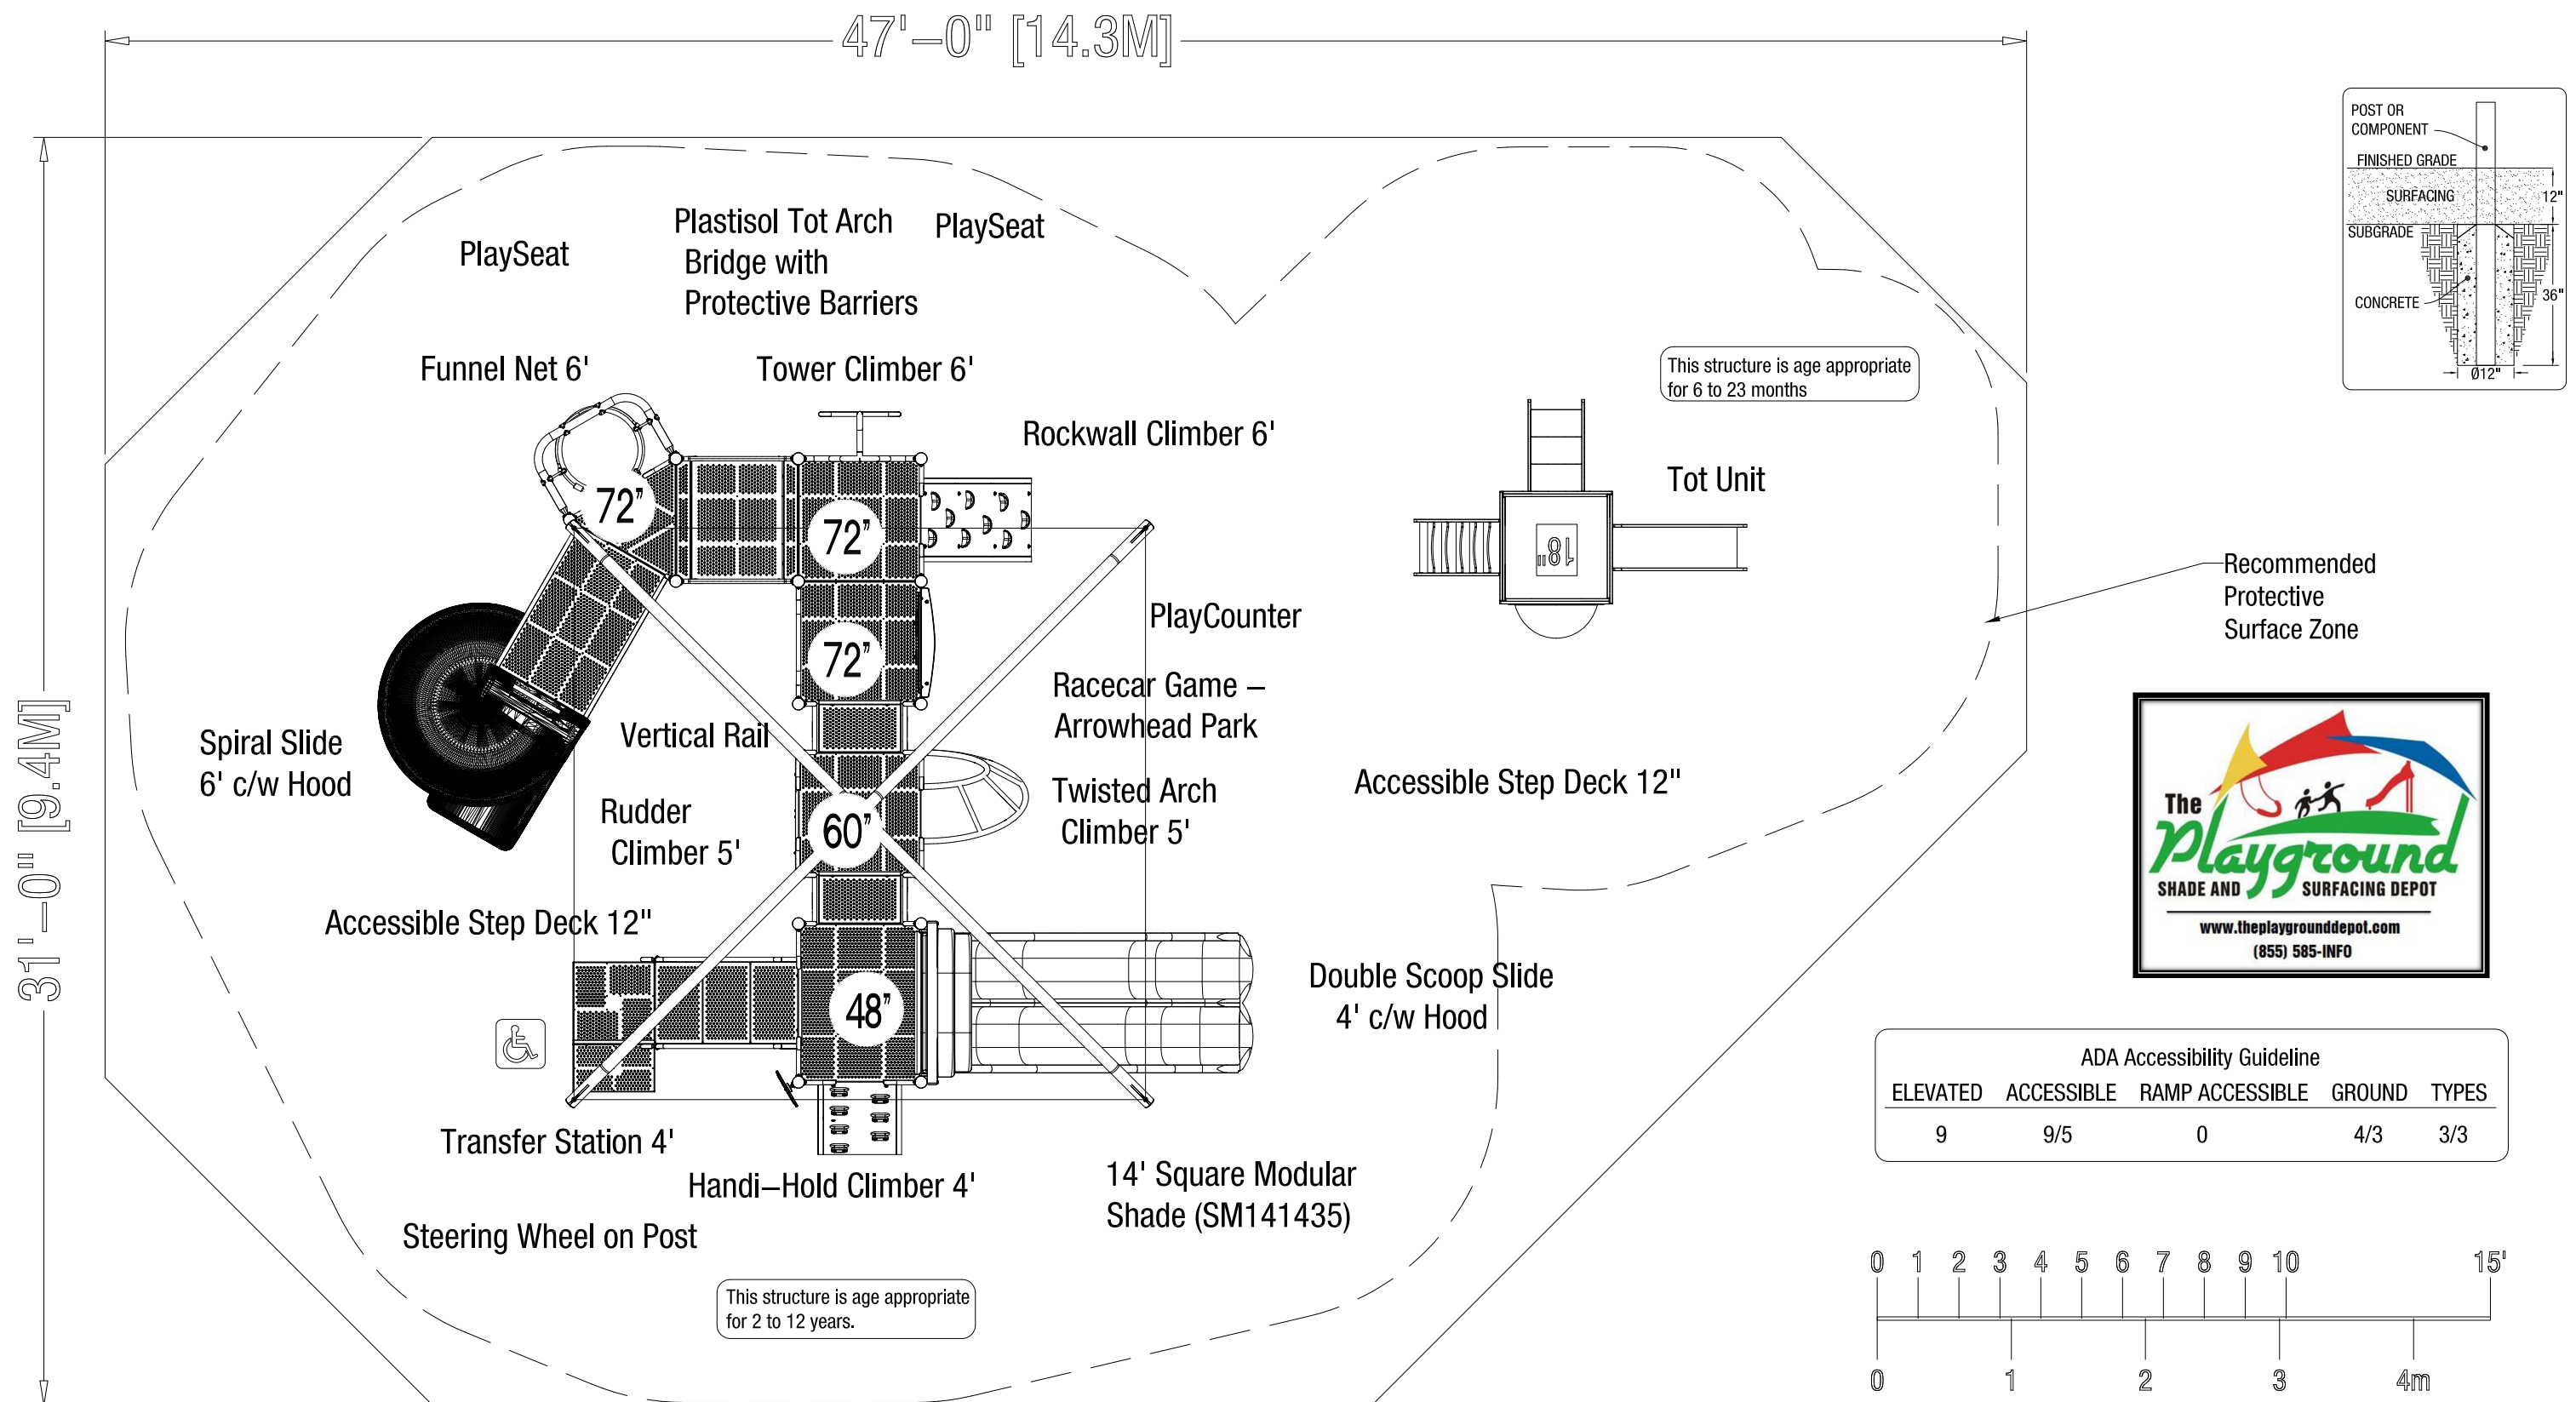 47'–0" [14.3M]
31'–0" [9.4M]
PlaySeat
Plastisol Tot Arch
Bridge with
Protective Barriers
PlaySeat
Funnel Net 6'
Tower Climber 6'
Rockwall Climber 6'
This structure is age appropriate
for 6 to 23 months
Tot Unit
72"
72"
72"
60"
48"
18"
PlayCounter
Racecar Game –
Arrowhead Park
Spiral Slide
6' c/w Hood
Vertical Rail
Rudder
Climber 5'
Twisted Arch
Climber 5'
Accessible Step Deck 12"
Accessible Step Deck 12"
Double Scoop Slide
4' c/w Hood
Transfer Station 4'
Handi–Hold Climber 4'
14' Square Modular
Shade (SM141435)
Steering Wheel on Post
This structure is age appropriate
for 2 to 12 years.
POST OR
COMPONENT
FINISHED GRADE
SURFACING
12"
SUBGRADE
CONCRETE
36"
Ø12"
Recommended
Protective
Surface Zone
The
Playground
SHADE AND SURFACING DEPOT
www.theplaygrounddepot.com
(855) 585-INFO
ADA Accessibility Guideline
ELEVATED ACCESSIBLE RAMP ACCESSIBLE GROUND TYPES
9 9/5 0 4/3 3/3
0 1 2 3 4 5 6 7 8 9 10 15'
0 1 2 3 4m